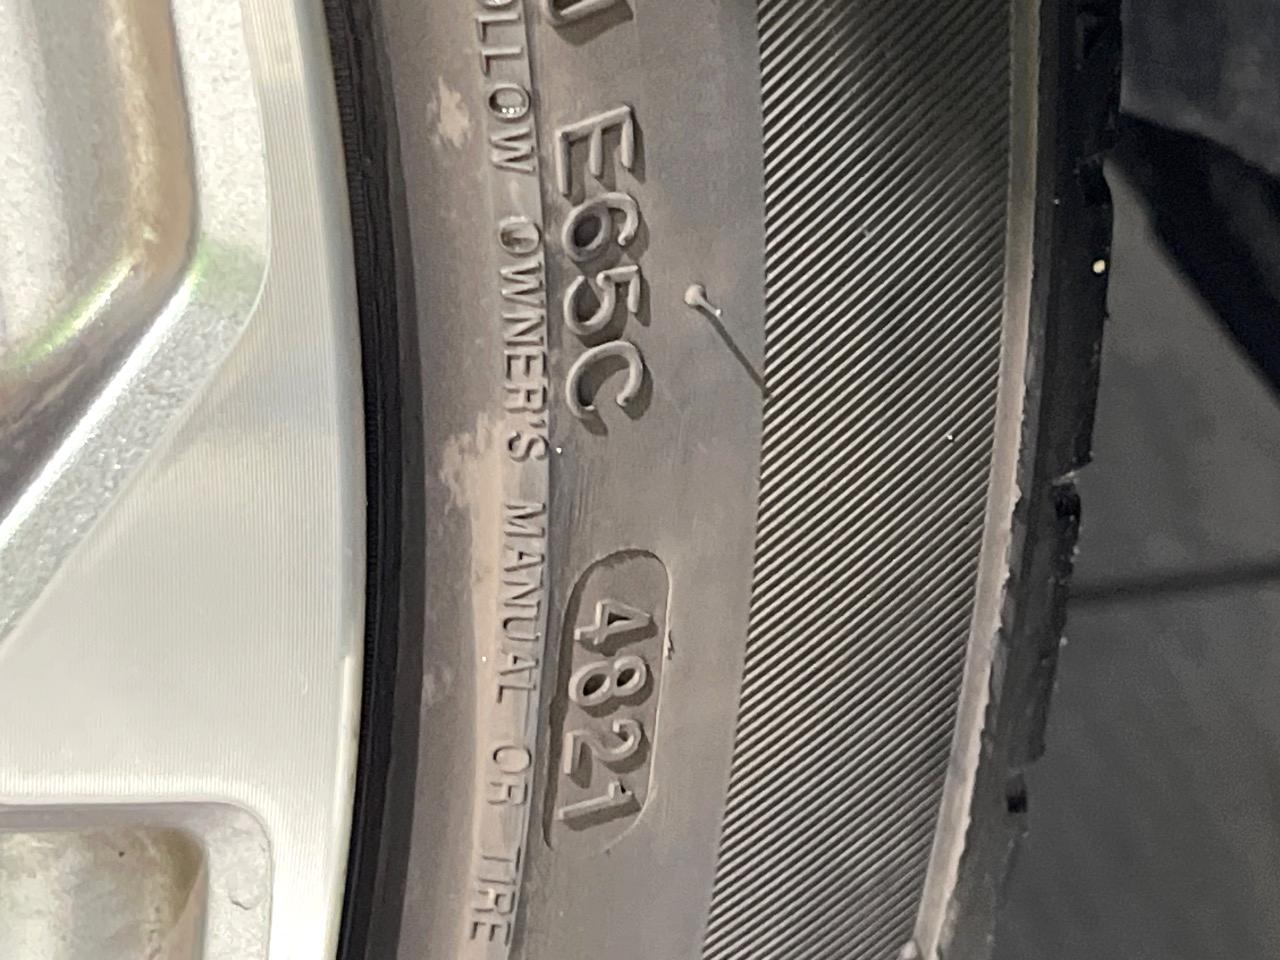 E65C
4821
OLLOW OWNER'S MANUAL OR TIRE